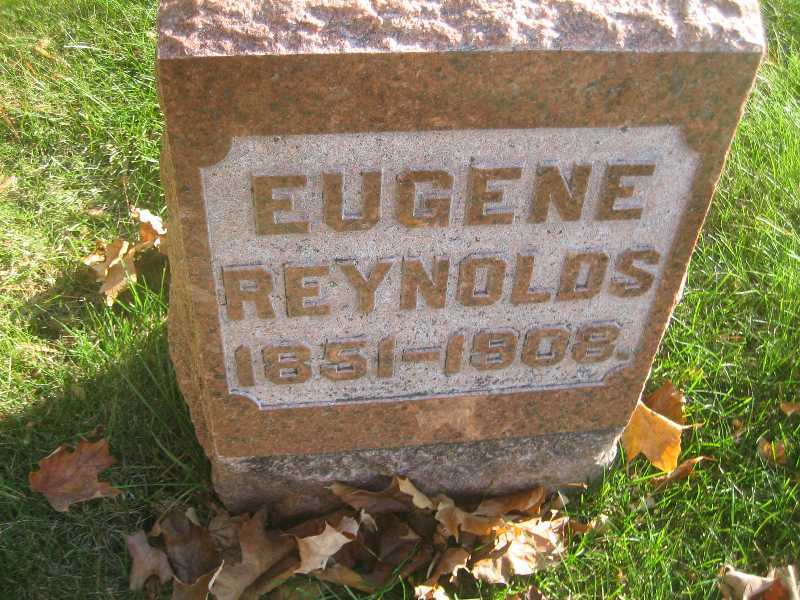 EUGENE
REYNOLDS
1851-1908.